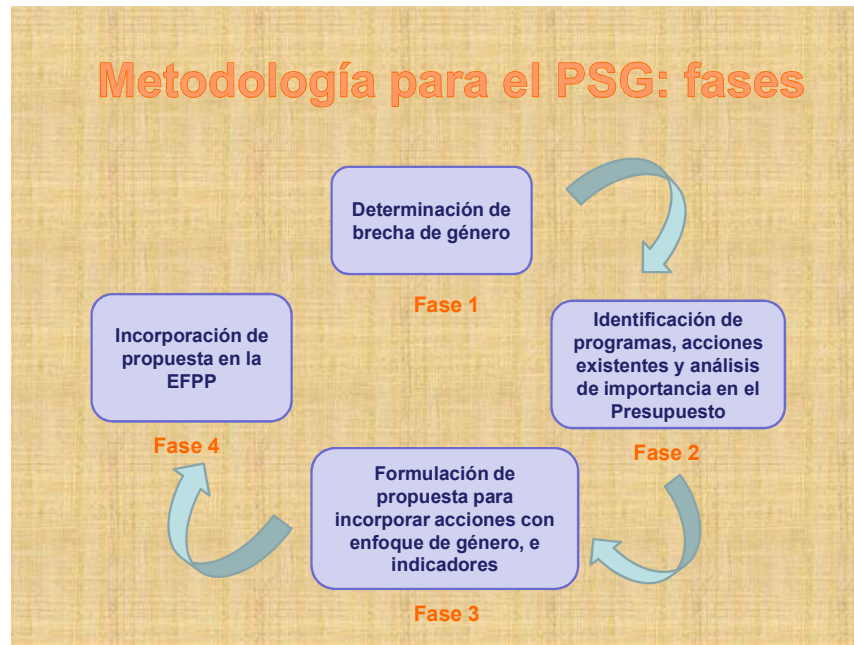 Metodología para el PSG: fases
Determinación de
brecha de género
Fase 1
Identificación de
programas, acciones
existentes y análisis
de importancia en el
Presupuesto
Fase 2
Formulación de
propuesta para
incorporar acciones con
enfoque de género, e
indicadores
Fase 3
Incorporación de
propuesta en la
EFPP
Fase 4